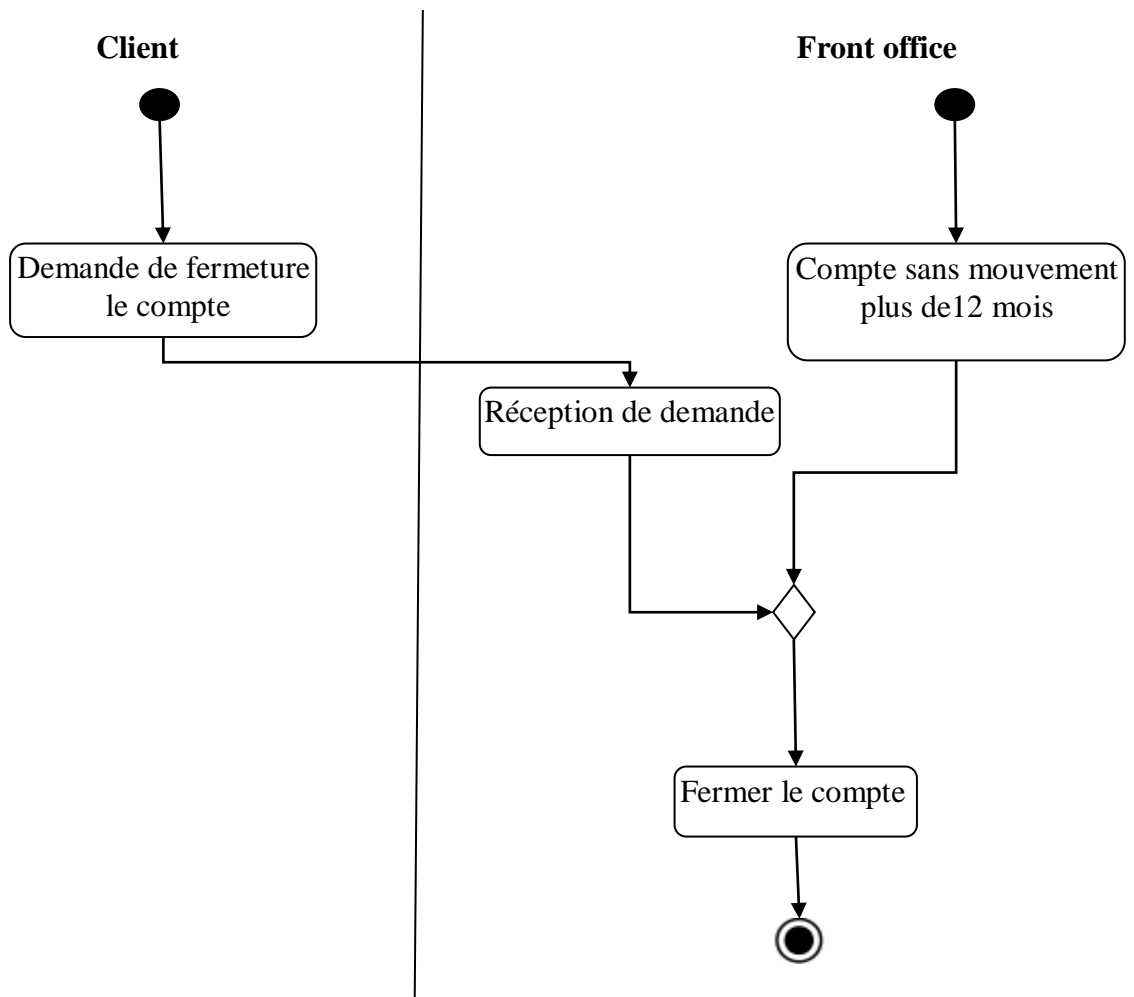 Client
Front office
Demande de fermeture
le compte
Compte sans mouvement
plus de12 mois
Réception de demande
Fermer le compte